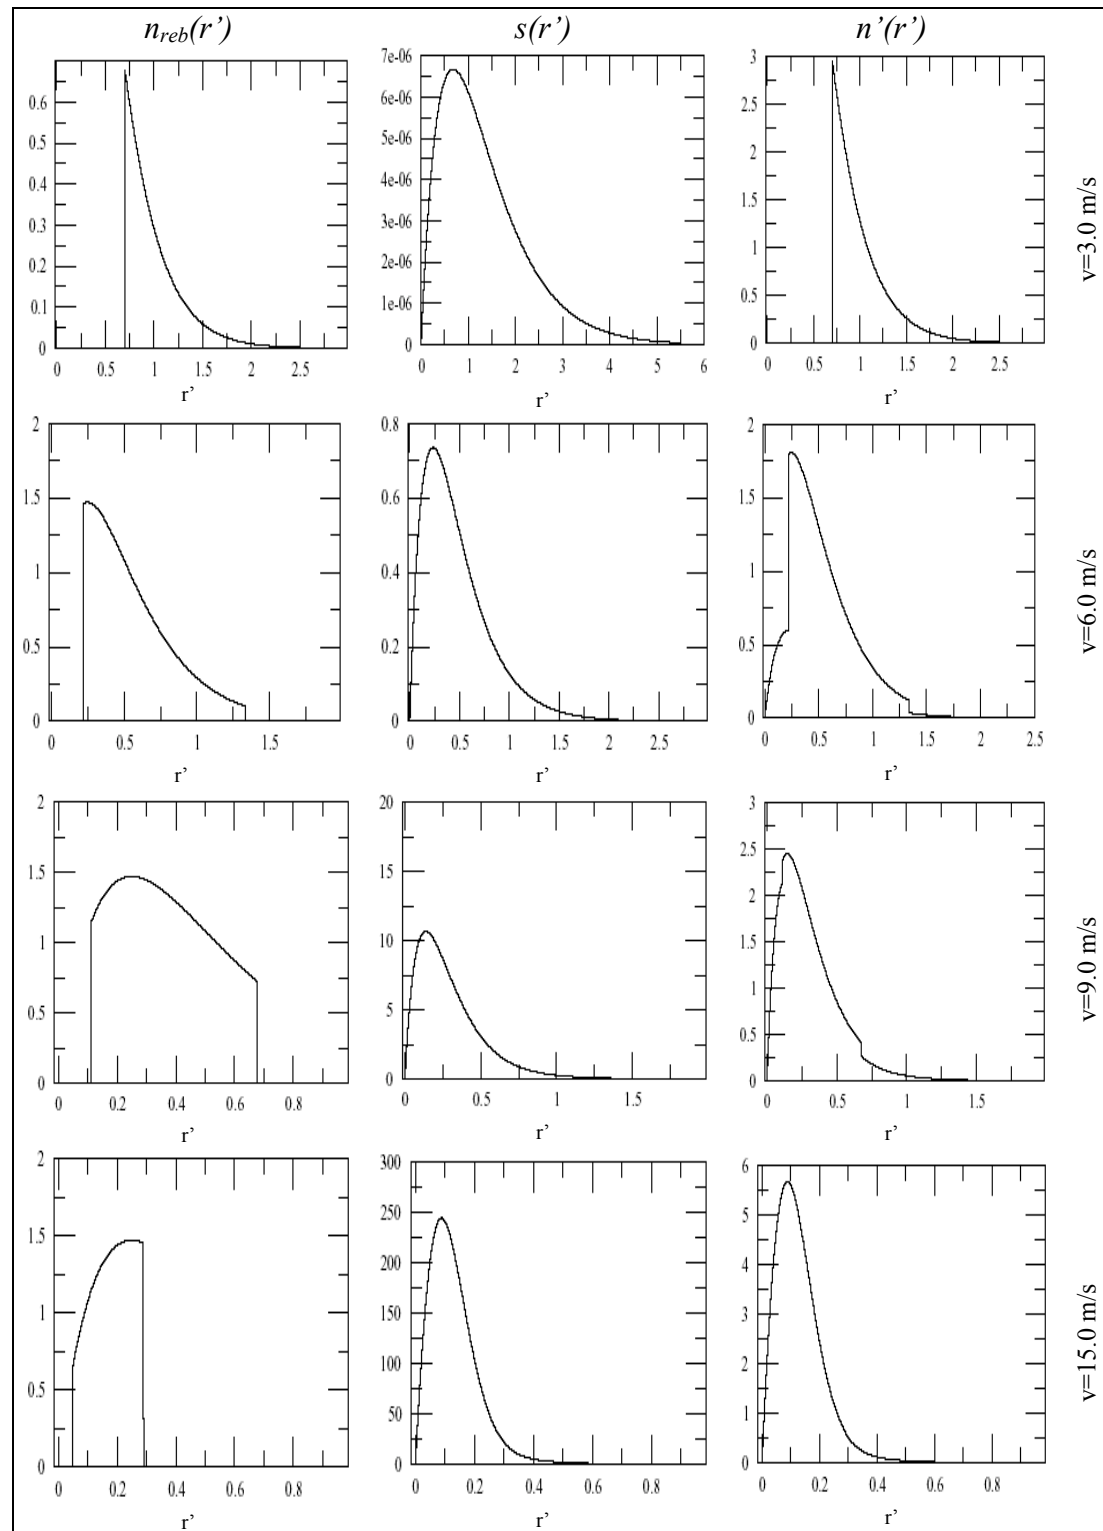 n_reb(r') s(r') n'(r')
0.6
0.5
0.4
0.3
0.2
0.1
0
0 0.5 1 1.5 2 2.5
r'
7e-06
6e-06
5e-06
4e-06
3e-06
2e-06
1e-06
0
0 1 2 3 4 5 6
r'
3
2.5
2
1.5
1
0.5
0
0 0.5 1 1.5 2 2.5
r'
v=3.0 m/s
2
1.5
1
0.5
0
0 0.5 1 1.5
r'
0.8
0.6
0.4
0.2
0
0 0.5 1 1.5 2 2.5
r'
2
1.5
1
0.5
0
0 0.5 1 1.5 2 2.5
r'
v=6.0 m/s
2
1.5
1
0.5
0
0 0.2 0.4 0.6 0.8
r'
20
15
10
5
0
0 0.5 1 1.5
r'
3
2.5
2
1.5
1
0.5
0
0 0.5 1 1.5
r'
v=9.0 m/s
2
1.5
1
0.5
0
0 0.2 0.4 0.6 0.8
r'
300
250
200
150
100
50
0
0 0.2 0.4 0.6 0.8
r'
6
5
4
3
2
1
0
0 0.2 0.4 0.6 0.8
r'
v=15.0 m/s